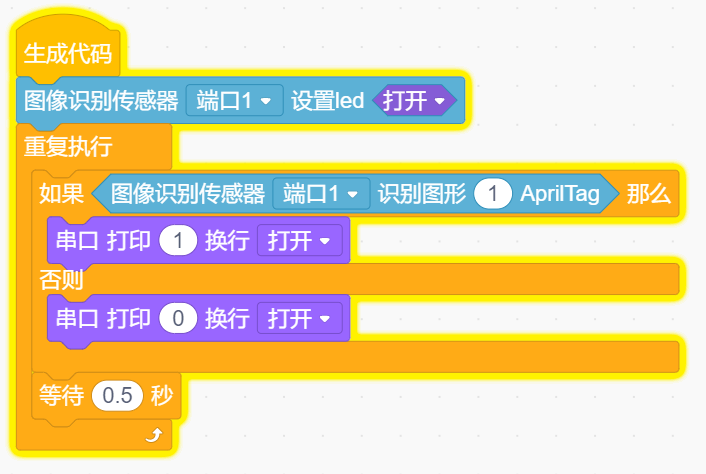 生成代码
图像识别传感器 端口1 设置led 打开
重复执行
如果 图像识别传感器 端口1 识别图形 1 AprilTag 那么
串口 打印 1 换行 打开
否则
串口 打印 0 换行 打开
等待 0.5 秒